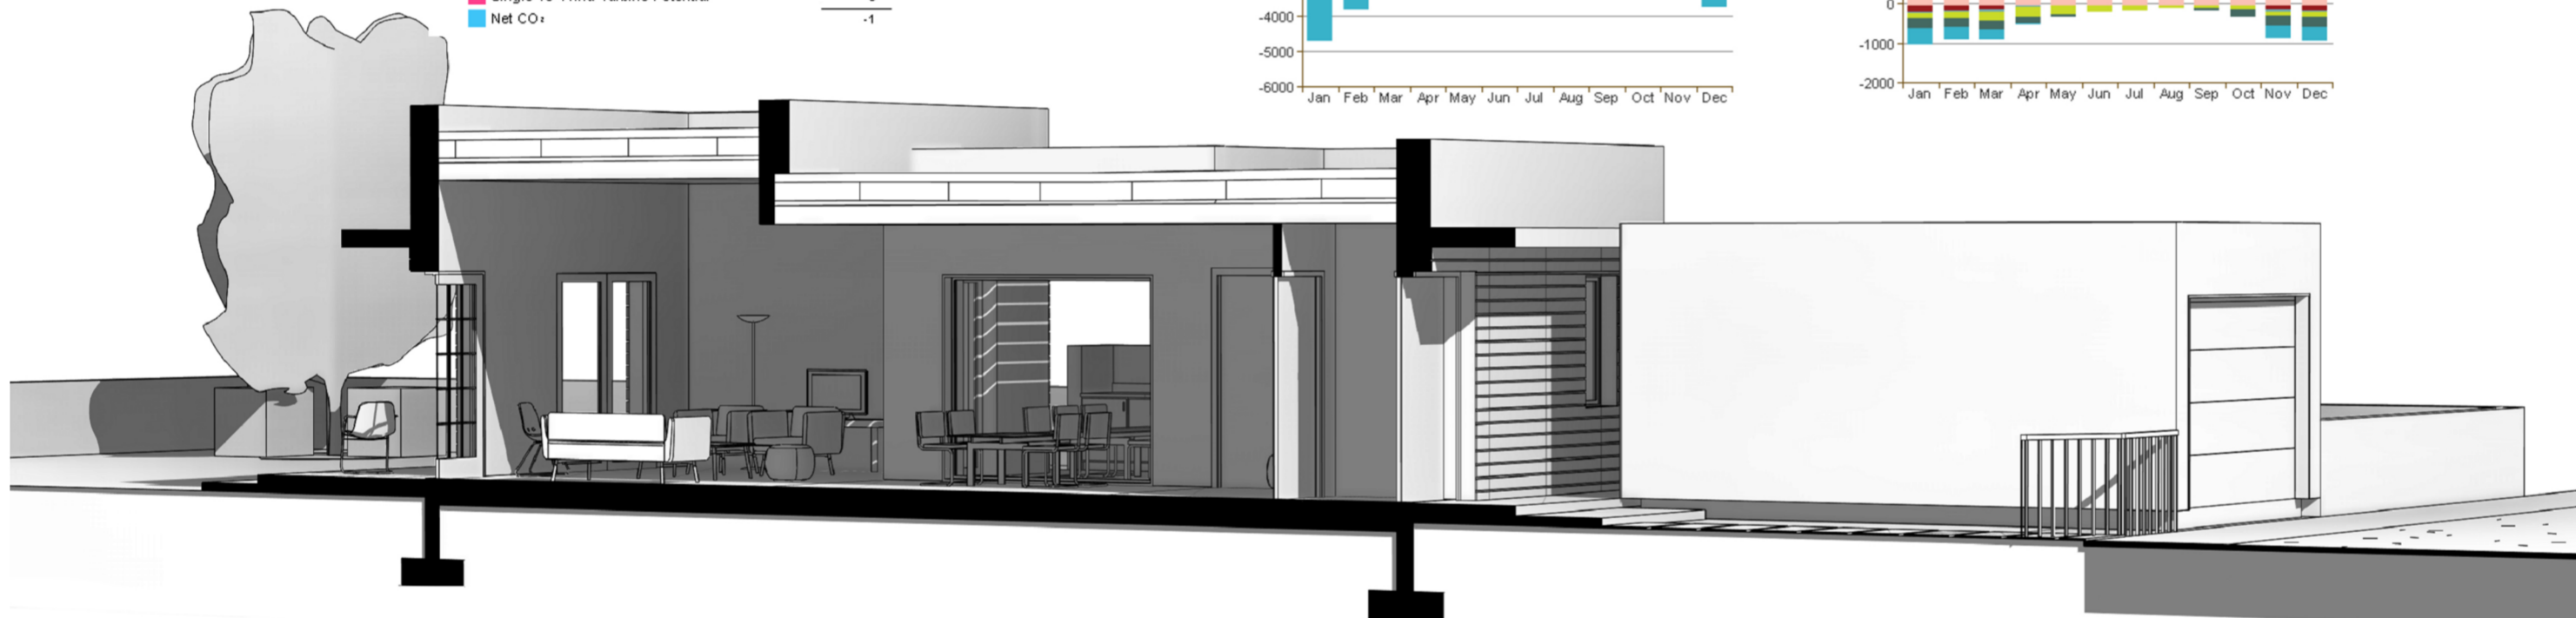 Net CO₂
-1
-4000
-5000
-6000
Jan Feb Mar Apr May Jun Jul Aug Sep Oct Nov Dec
0
-1000
-2000
Jan Feb Mar Apr May Jun Jul Aug Sep Oct Nov Dec